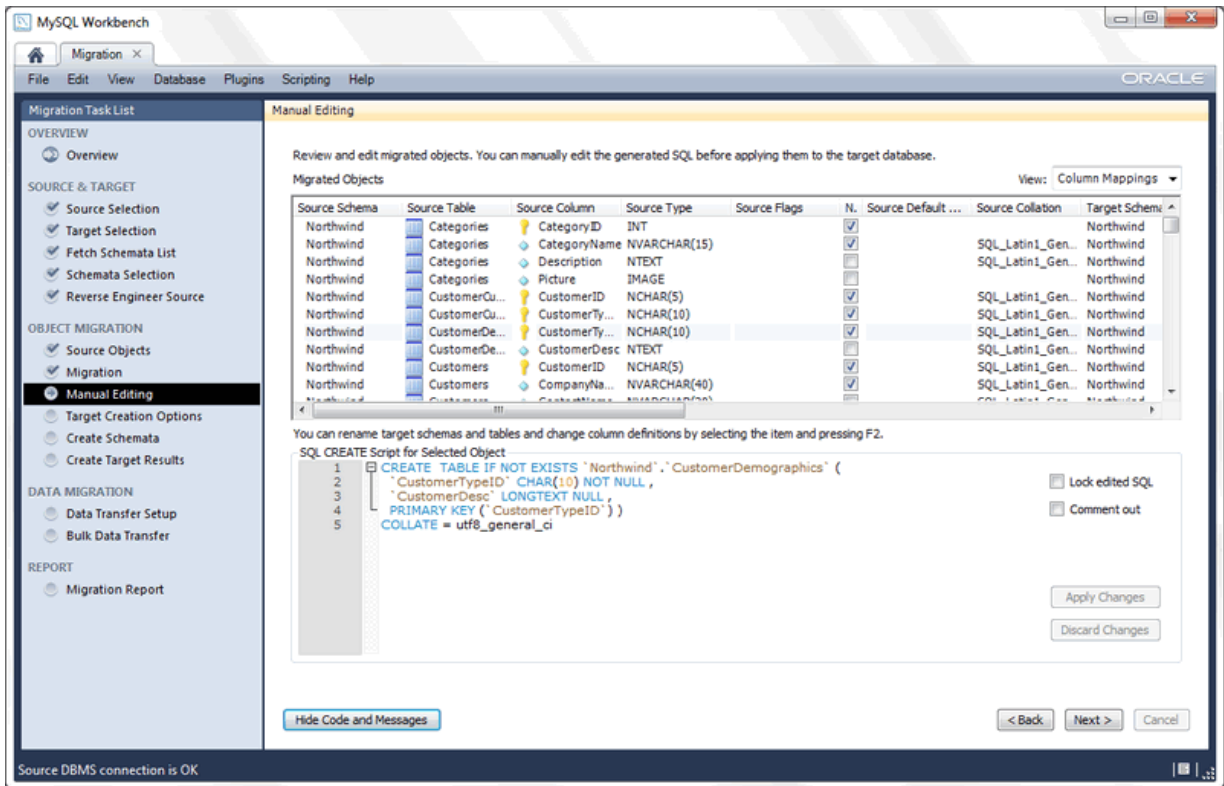 MySQL Workbench
Migration
File Edit View Database Plugins Scripting Help
ORACLE
Migration Task List
OVERVIEW
Overview
SOURCE & TARGET
Source Selection
Target Selection
Fetch Schemata List
Schemata Selection
Reverse Engineer Source
OBJECT MIGRATION
Source Objects
Migration
Manual Editing
Target Creation Options
Create Schemata
Create Target Results
DATA MIGRATION
Data Transfer Setup
Bulk Data Transfer
REPORT
Migration Report
Manual Editing
Review and edit migrated objects. You can manually edit the generated SQL before applying them to the target database.
Migrated Objects
View: Column Mappings
Source Schema Source Table Source Column Source Type Source Flags N. Source Default ... Source Collation Target Schema
Northwind Categories CategoryID INT Northwind
Northwind Categories CategoryName NVARCHAR(15) SQL_Latin1_Gen... Northwind
Northwind Categories Description NTEXT SQL_Latin1_Gen... Northwind
Northwind Categories Picture IMAGE Northwind
Northwind CustomerCu... CustomerID NCHAR(5) SQL_Latin1_Gen... Northwind
Northwind CustomerCu... CustomerTy... NCHAR(10) SQL_Latin1_Gen... Northwind
Northwind CustomerDe... CustomerTy... NCHAR(10) SQL_Latin1_Gen... Northwind
Northwind CustomerDe... CustomerDesc NTEXT SQL_Latin1_Gen... Northwind
Northwind Customers CustomerID NCHAR(5) SQL_Latin1_Gen... Northwind
Northwind Customers CompanyNa... NVARCHAR(40) SQL_Latin1_Gen... Northwind
You can rename target schemas and tables and change column definitions by selecting the item and pressing F2.
SQL CREATE Script for Selected Object
1 CREATE TABLE IF NOT EXISTS `Northwind`.`CustomerDemographics` (
2 `CustomerTypeID` CHAR(10) NOT NULL ,
3 `CustomerDesc` LONGTEXT NULL ,
4 PRIMARY KEY (`CustomerTypeID`) )
5 COLLATE = utf8_general_ci
Lock edited SQL
Comment out
Apply Changes
Discard Changes
Hide Code and Messages
< Back Next > Cancel
Source DBMS connection is OK